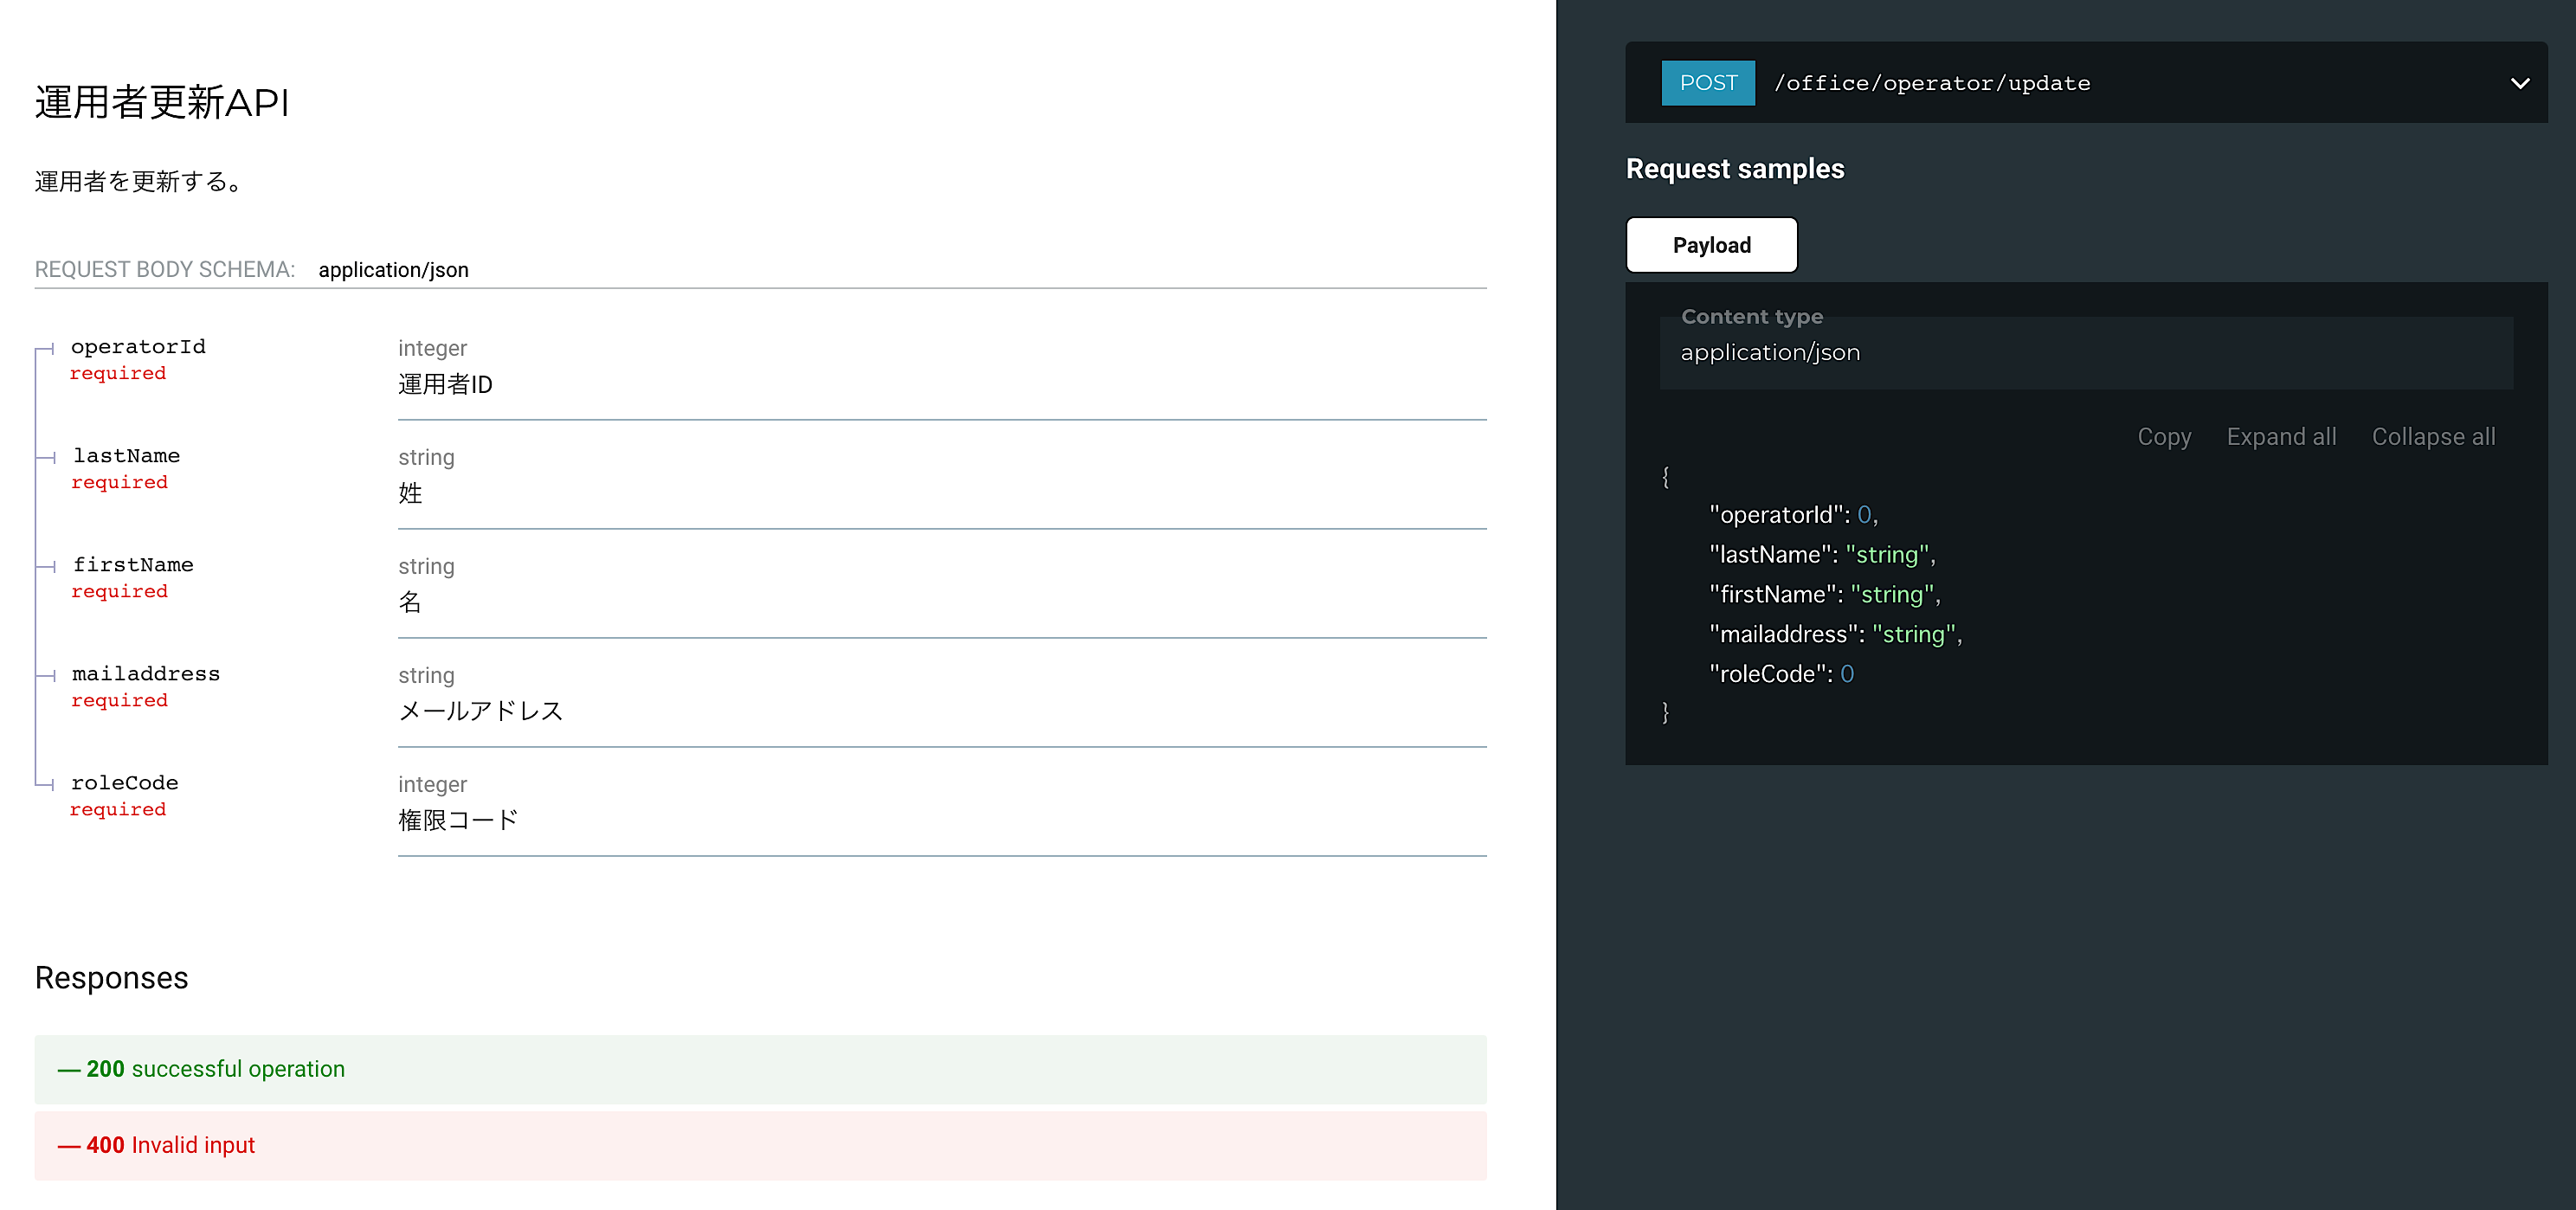 運用者更新API
運用者を更新する。
REQUEST BODY SCHEMA: application/json
operatorId
required
integer
運用者ID
lastName
required
string
姓
firstName
required
string
名
mailaddress
required
string
メールアドレス
roleCode
required
integer
権限コード
Responses
— 200 successful operation
— 400 Invalid input
POST /office/operator/update
Request samples
Payload
Content type
application/json
Copy Expand all Collapse all
{
"operatorId": 0,
"lastName": "string",
"firstName": "string",
"mailaddress": "string",
"roleCode": 0
}